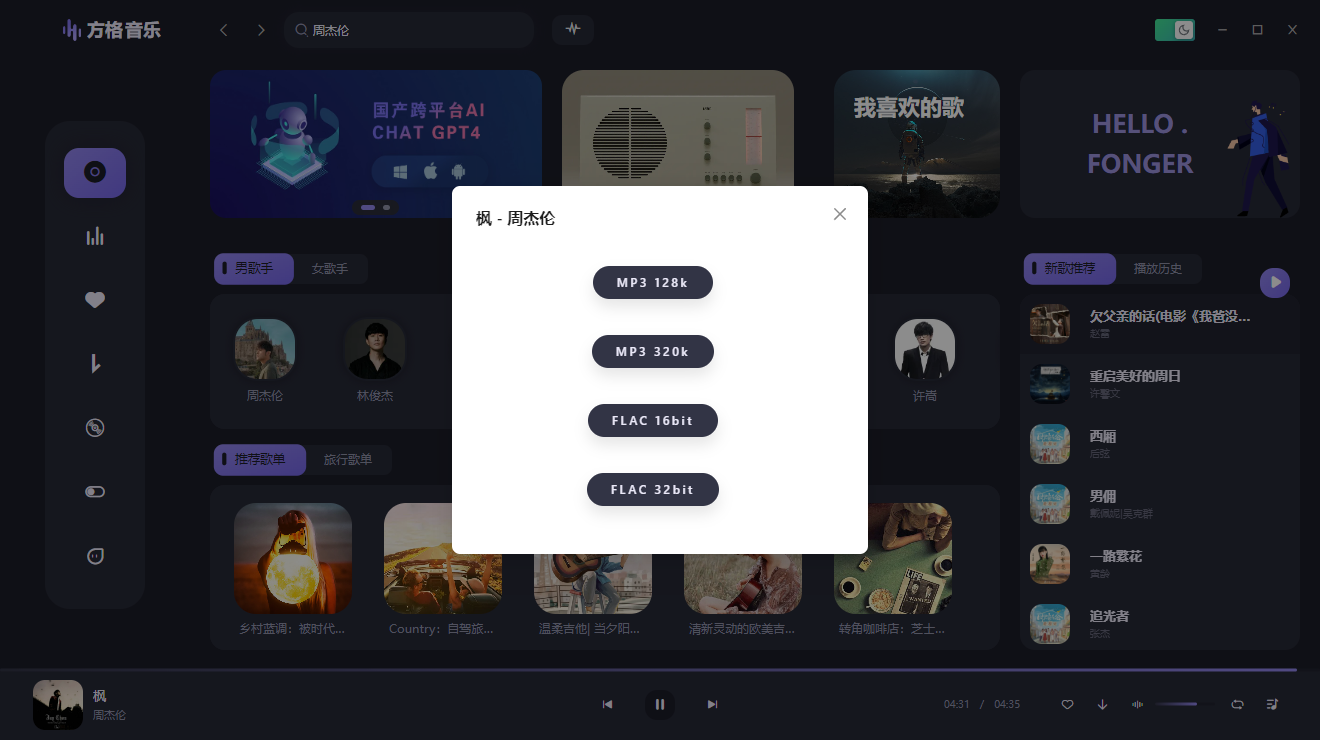 方格音乐
周杰伦
国产跨平台AI
CHAT GPT4
我喜欢的歌
HELLO .
FONGER
枫 - 周杰伦
MP3 128k
MP3 320k
FLAC 16bit
FLAC 32bit
男歌手
女歌手
周杰伦
林俊杰
许嵩
推荐歌单
旅行歌单
乡村蓝调：被时代...
Country：自驾旅...
温柔吉他| 当夕阳...
清新灵动的欧美吉...
转角咖啡店：芝士...
LIFE
新歌推荐
播放历史
欠父亲的话(电影《我爸没...
赵雷
重启美好的周日
许馨文
西厢
后弦
男佣
戴佩妮|吴克群
一路繁花
黄龄
追光者
张杰
枫
周杰伦
04:31 / 04:35